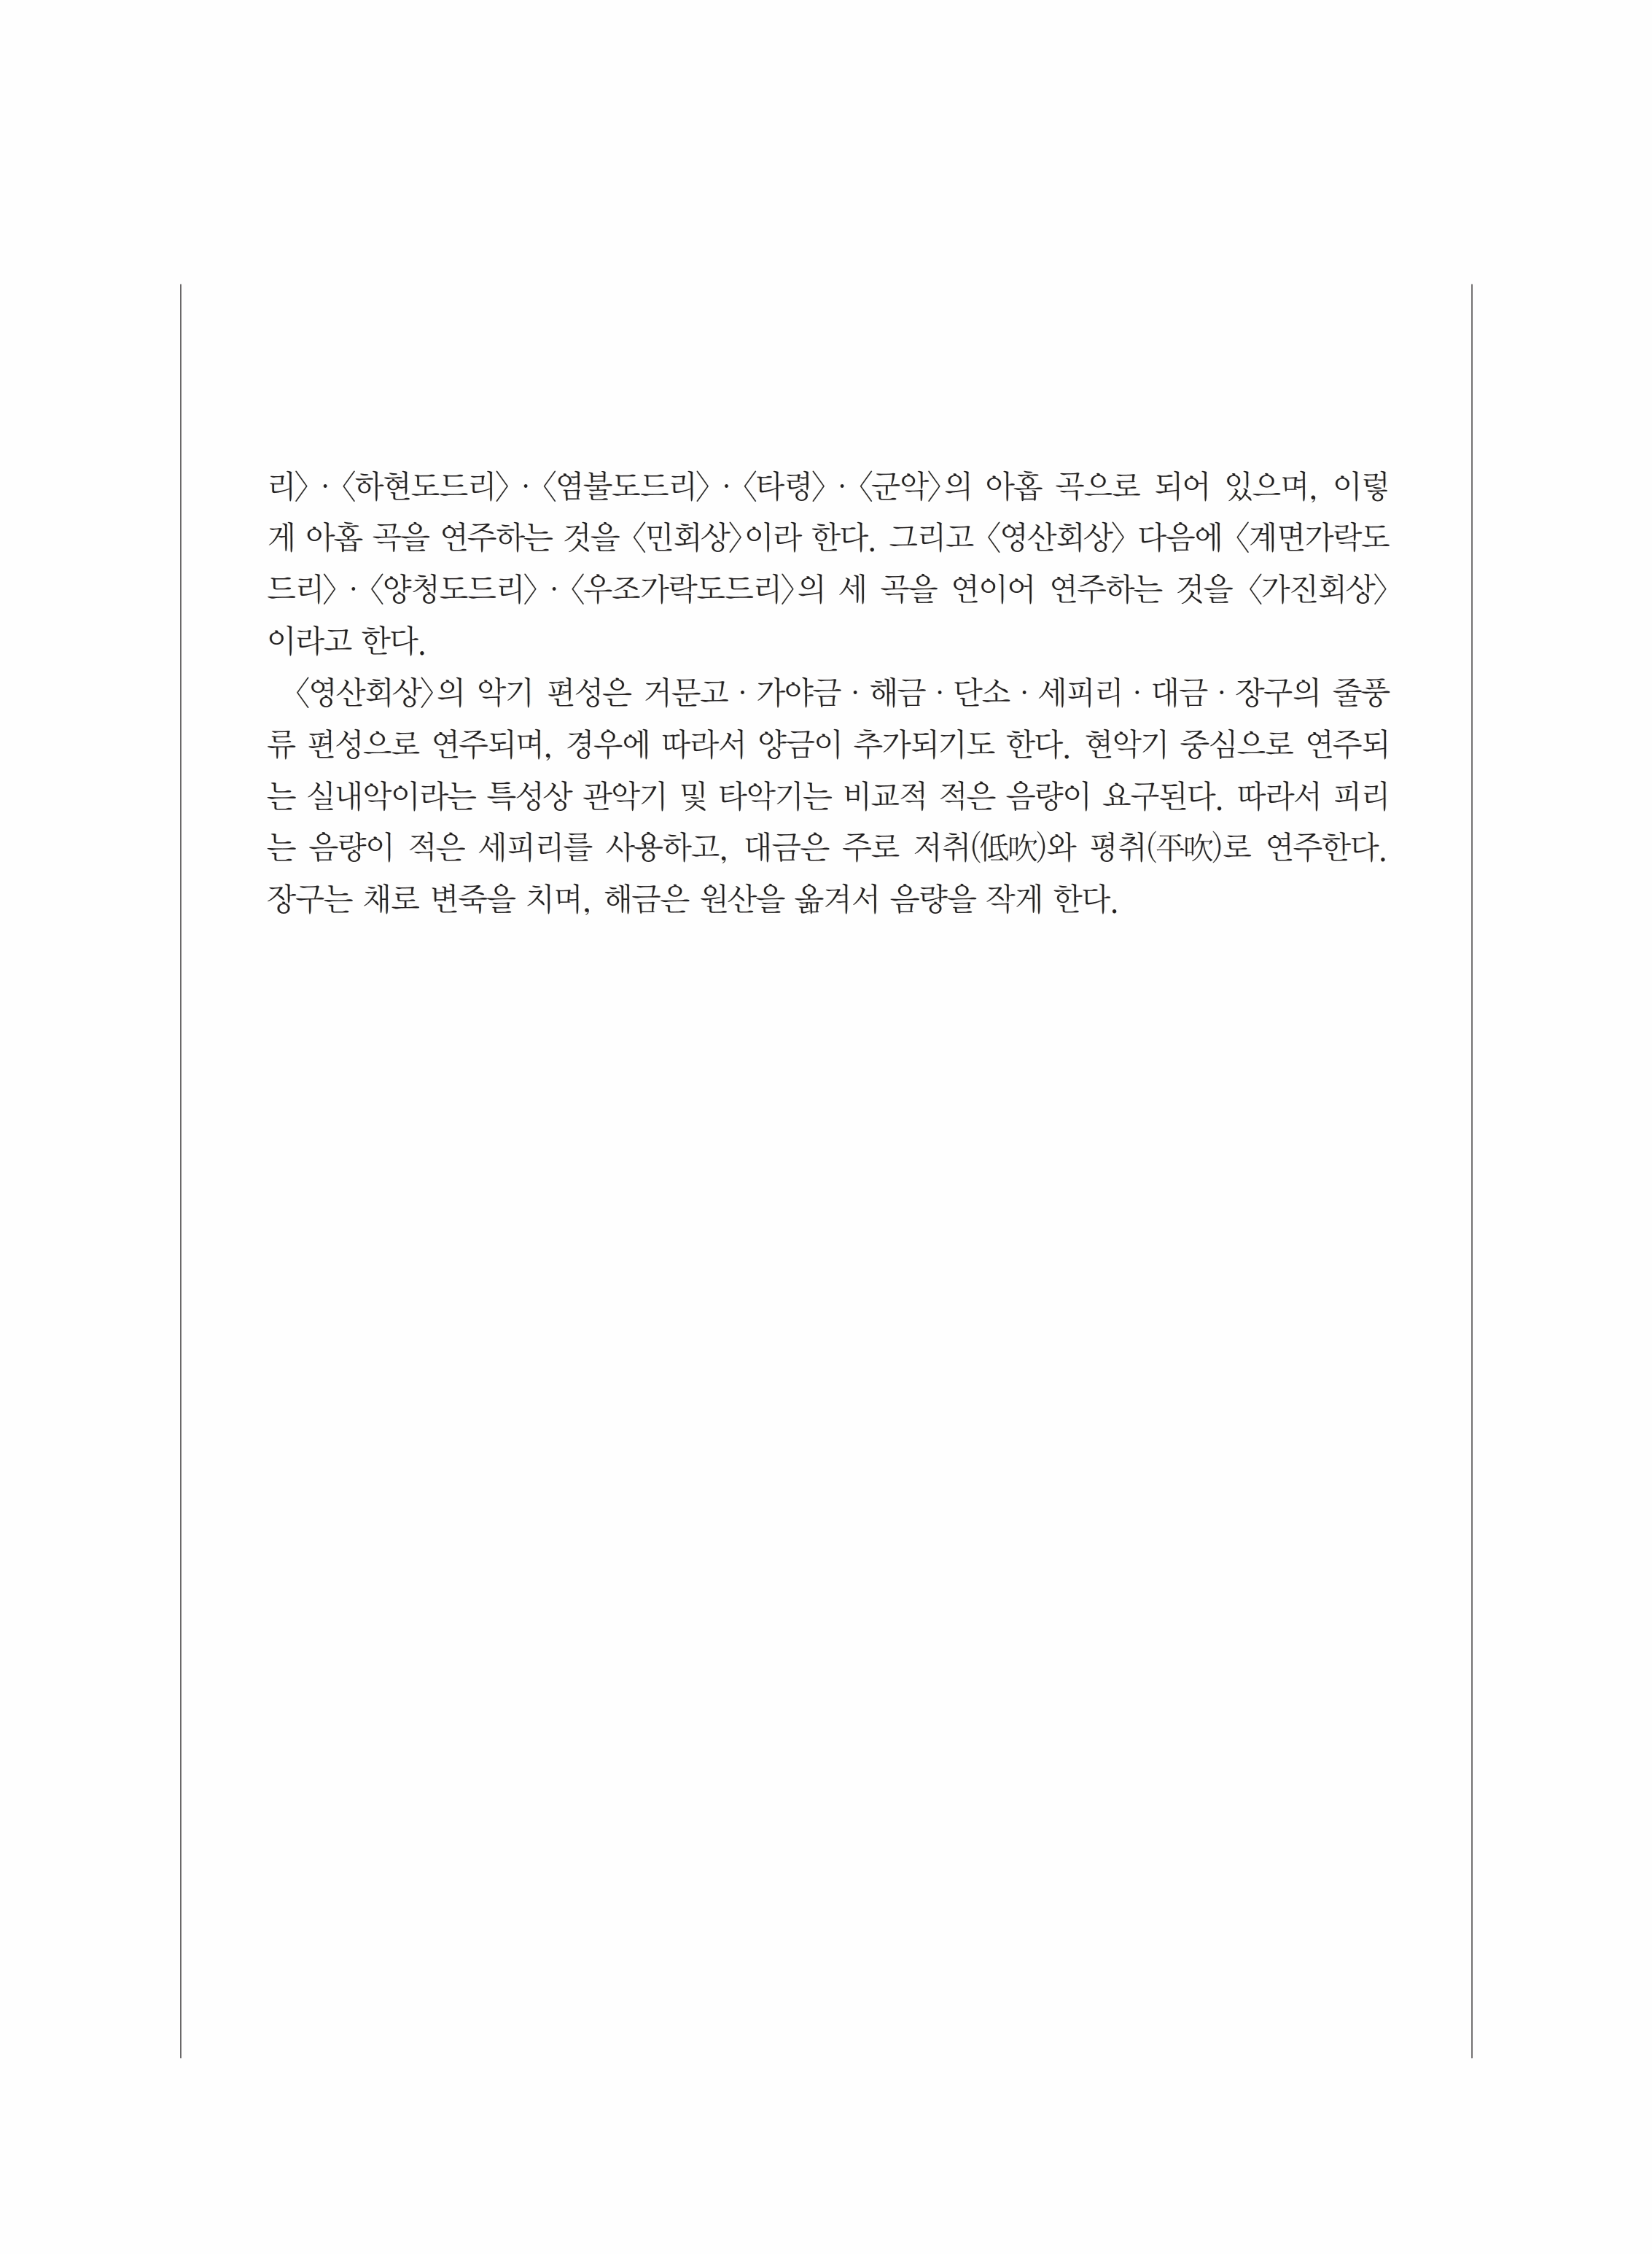 리〉·〈하현도드리〉·〈염불도드리〉·〈타령〉·〈군악〉의 아홉 곡으로 되어 있으며, 이렇
게 아홉 곡을 연주하는 것을 〈민회상〉이라 한다. 그리고 〈영산회상〉 다음에 〈계면가락도
드리〉·〈양청도드리〉·〈우조가락도드리〉의 세 곡을 연이어 연주하는 것을 〈가진회상〉
이라고 한다.
〈영산회상〉의 악기 편성은 거문고·가야금·해금·단소·세피리·대금·장구의 줄풍
류 편성으로 연주되며, 경우에 따라서 양금이 추가되기도 한다. 현악기 중심으로 연주되
는 실내악이라는 특성상 관악기 및 타악기는 비교적 적은 음량이 요구된다. 따라서 피리
는 음량이 적은 세피리를 사용하고, 대금은 주로 저취(低吹)와 평취(平吹)로 연주한다.
장구는 채로 변죽을 치며, 해금은 원산을 옮겨서 음량을 작게 한다.